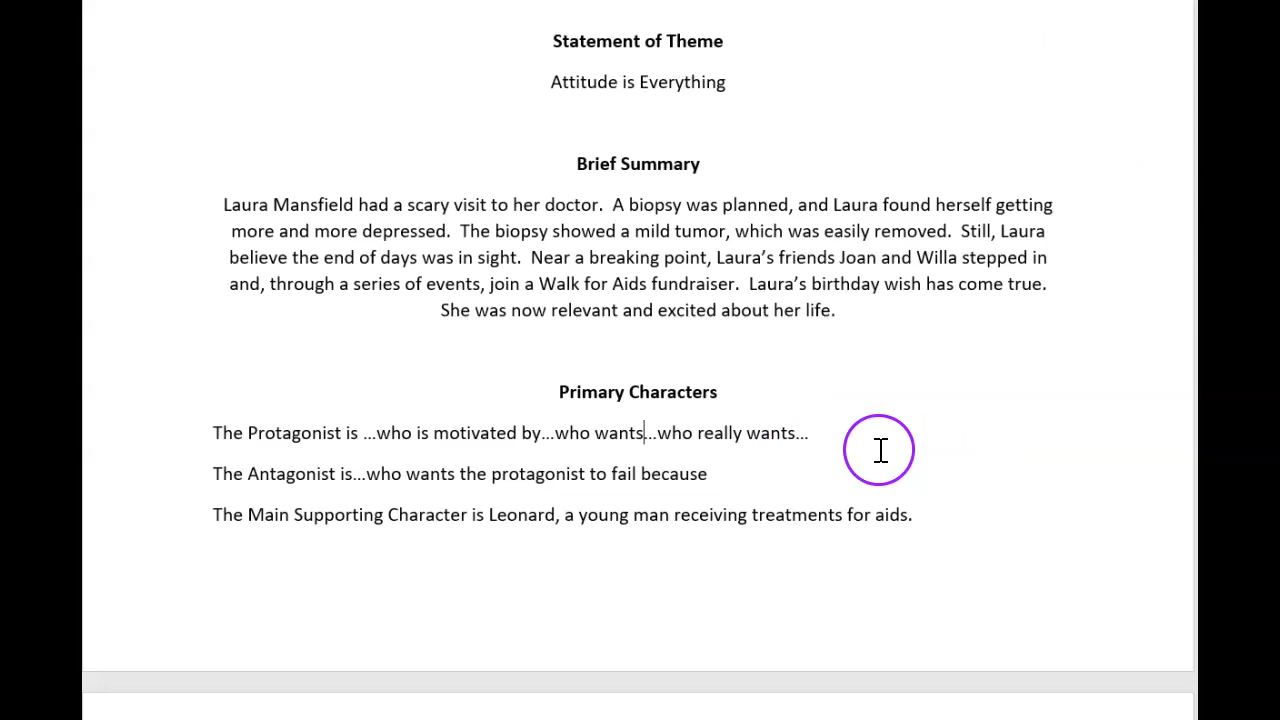 Statement of Theme
Attitude is Everything
Brief Summary
Laura Mansfield had a scary visit to her doctor.  A biopsy was planned, and Laura found herself getting
more and more depressed.  The biopsy showed a mild tumor, which was easily removed.  Still, Laura
believe the end of days was in sight.  Near a breaking point, Laura’s friends Joan and Willa stepped in
and, through a series of events, join a Walk for Aids fundraiser.  Laura’s birthday wish has come true.
She was now relevant and excited about her life.
Primary Characters
The Protagonist is …who is motivated by…who wants…who really wants…
The Antagonist is…who wants the protagonist to fail because
The Main Supporting Character is Leonard, a young man receiving treatments for aids.